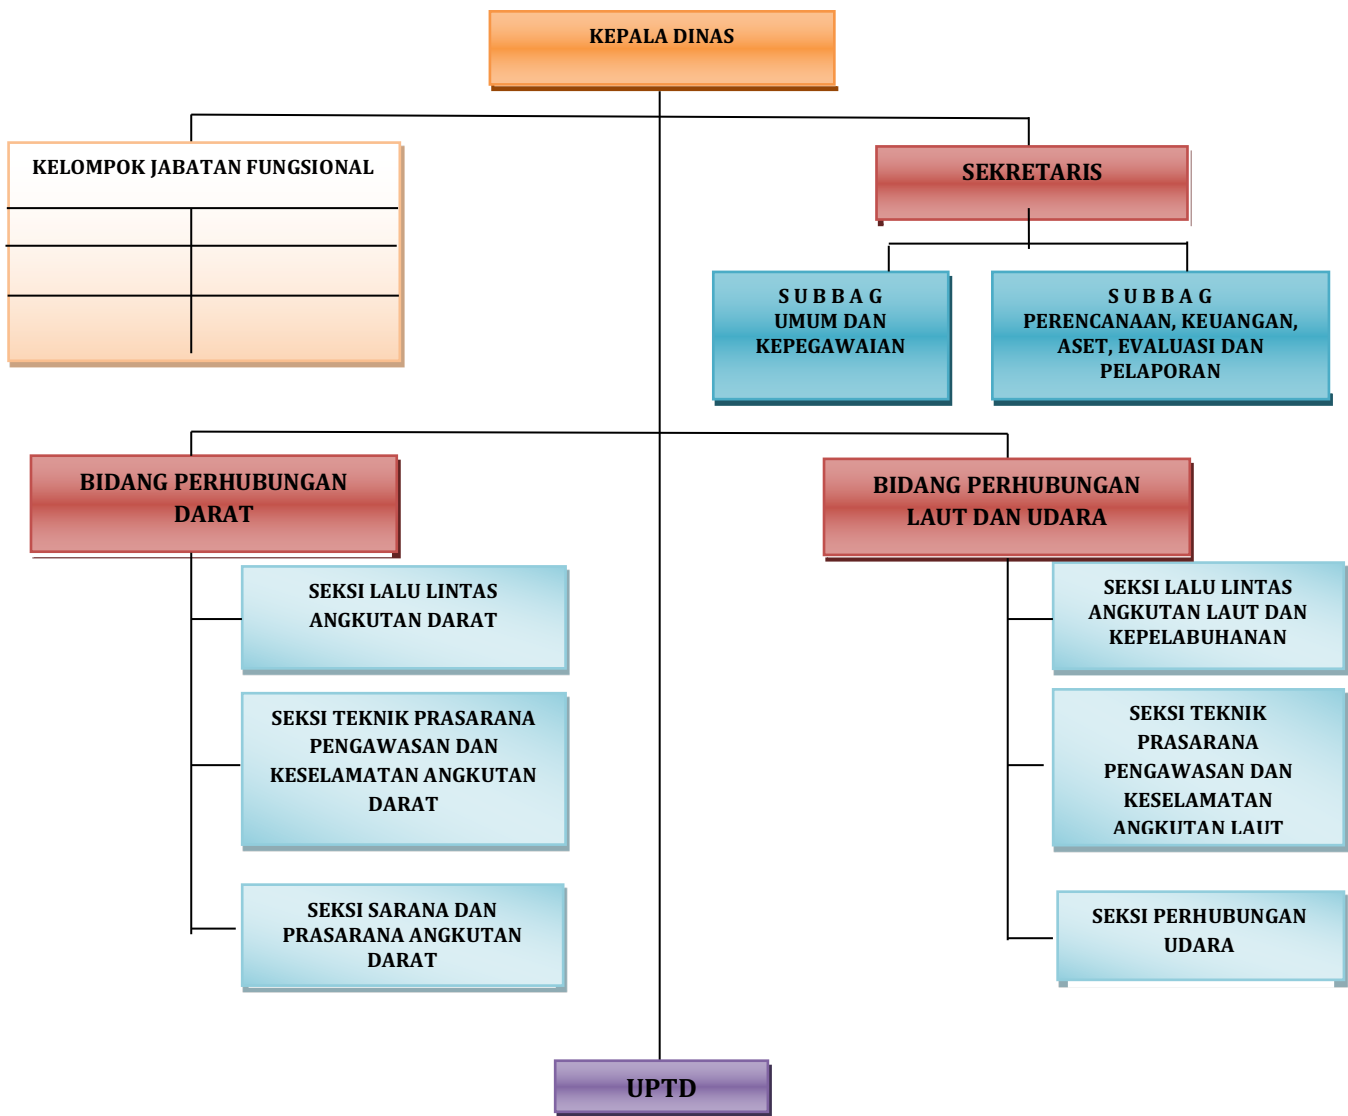 KEPALA DINAS
KELOMPOK JABATAN FUNGSIONAL
SEKRETARIS
S U B B A G
UMUM DAN
KEPEGAWAIAN
S U B B A G
PERENCANAAN, KEUANGAN,
ASET, EVALUASI DAN
PELAPORAN
BIDANG PERHUBUNGAN
DARAT
SEKSI LALU LINTAS
ANGKUTAN DARAT
SEKSI TEKNIK PRASARANA
PENGAWASAN DAN
KESELAMATAN ANGKUTAN
DARAT
SEKSI SARANA DAN
PRASARANA ANGKUTAN
DARAT
BIDANG PERHUBUNGAN
LAUT DAN UDARA
SEKSI LALU LINTAS
ANGKUTAN LAUT DAN
KEPELABUHANAN
SEKSI TEKNIK
PRASARANA
PENGAWASAN DAN
KESELAMATAN
ANGKUTAN LAUT
SEKSI PERHUBUNGAN
UDARA
UPTD